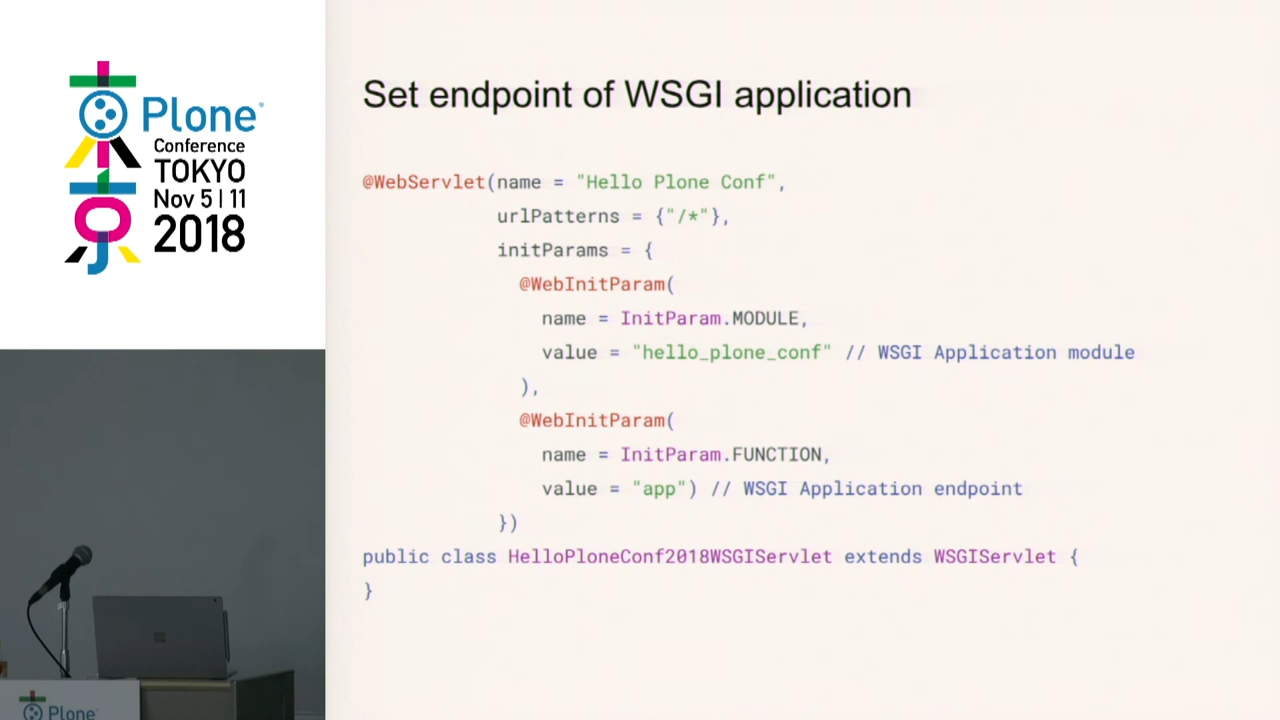 Plone®
Conference
TOKYO
Nov 5 | 11
2018
Set endpoint of WSGI application
@WebServlet(name = "Hello Plone Conf",
urlPatterns = {"/*"},
initParams = {
@WebInitParam(
name = InitParam.MODULE,
value = "hello_plone_conf" // WSGI Application module
),
@WebInitParam(
name = InitParam.FUNCTION,
value = "app") // WSGI Application endpoint
})
public class HelloPloneConf2018WSGIServlet extends WSGIServlet {
}
Plone